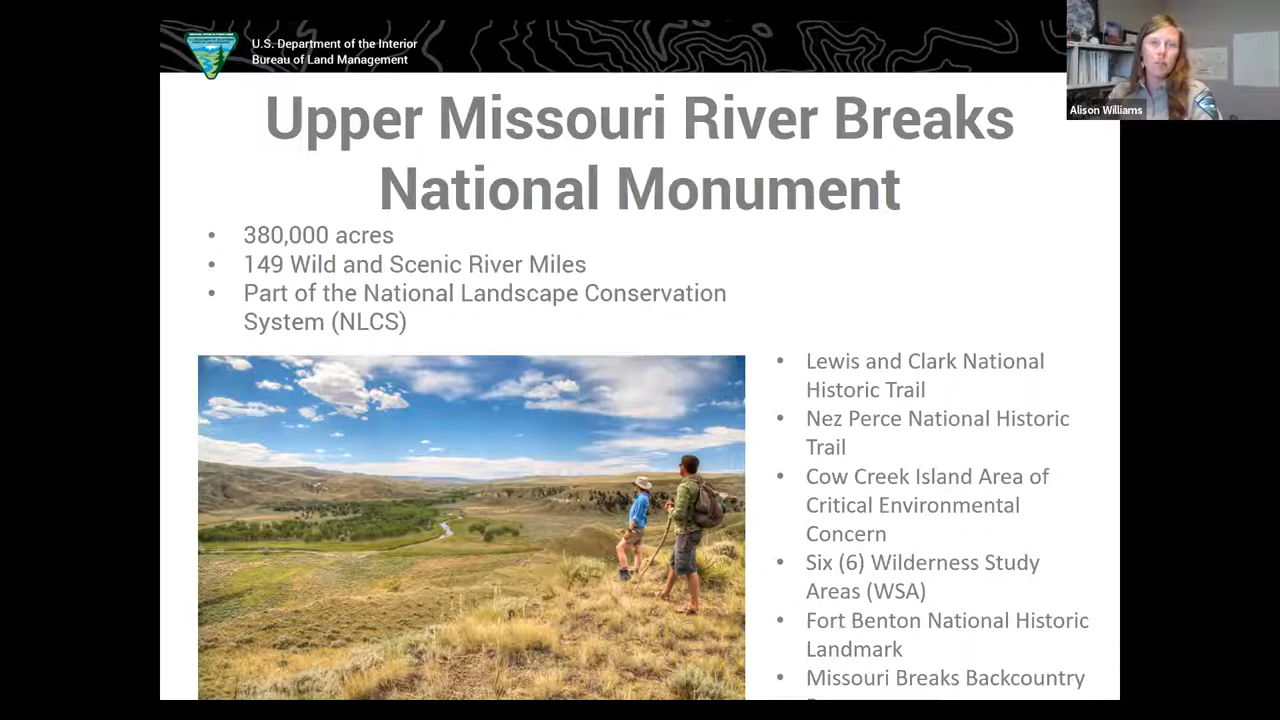 U.S. Department of the Interior
Bureau of Land Management
Alison Williams
Upper Missouri River Breaks
National Monument
• 380,000 acres
• 149 Wild and Scenic River Miles
• Part of the National Landscape Conservation
System (NLCS)
• Lewis and Clark National
Historic Trail
• Nez Perce National Historic
Trail
• Cow Creek Island Area of
Critical Environmental
Concern
• Six (6) Wilderness Study
Areas (WSA)
• Fort Benton National Historic
Landmark
• Missouri Breaks Backcountry